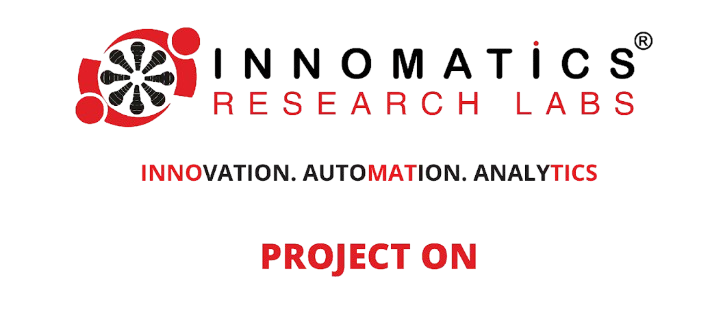 INNOMATiCS®
RESEARCH LABS
INNOVATION. AUTOMATION. ANALYTICS
PROJECT ON